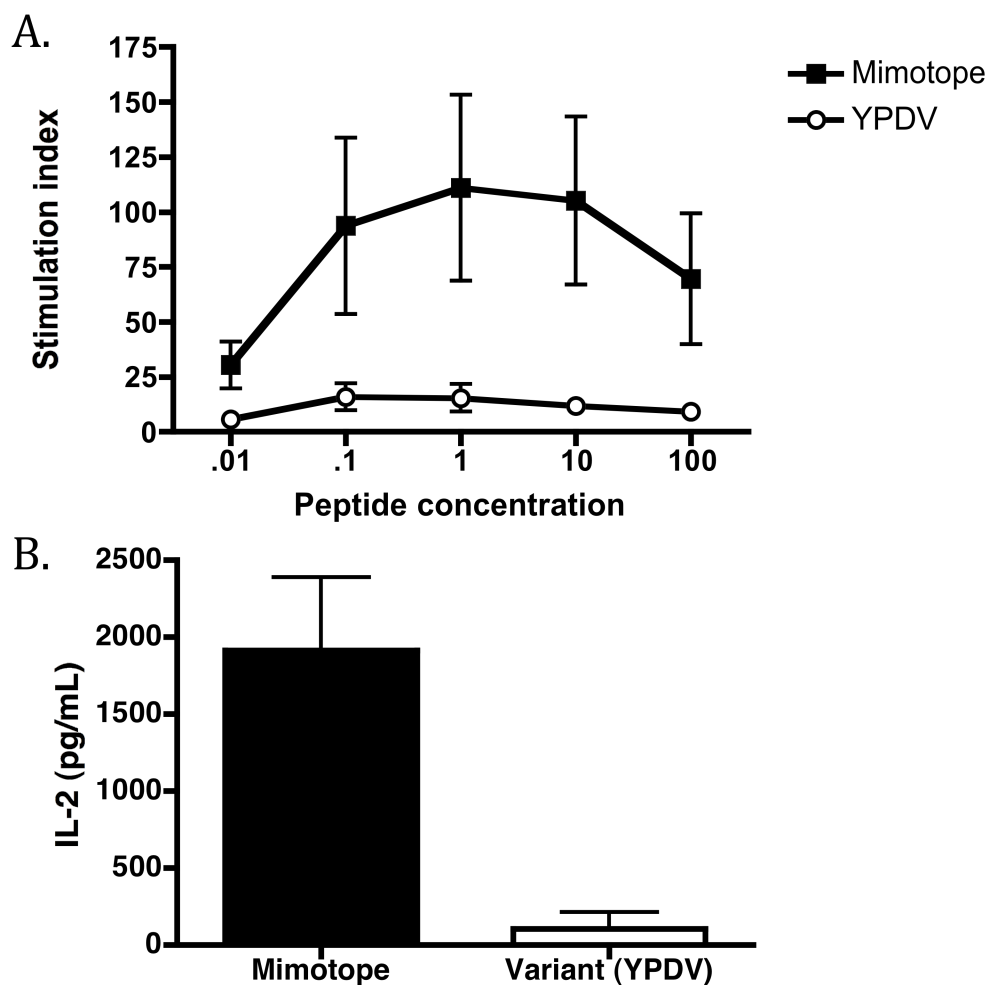 A.
Stimulation index
175
150
125
100
75
50
25
0
.01 .1 1 10 100
Peptide concentration
Mimotope
YPDV
B.
IL-2 (pg/mL)
2500
2000
1500
1000
500
0
Mimotope Variant (YPDV)